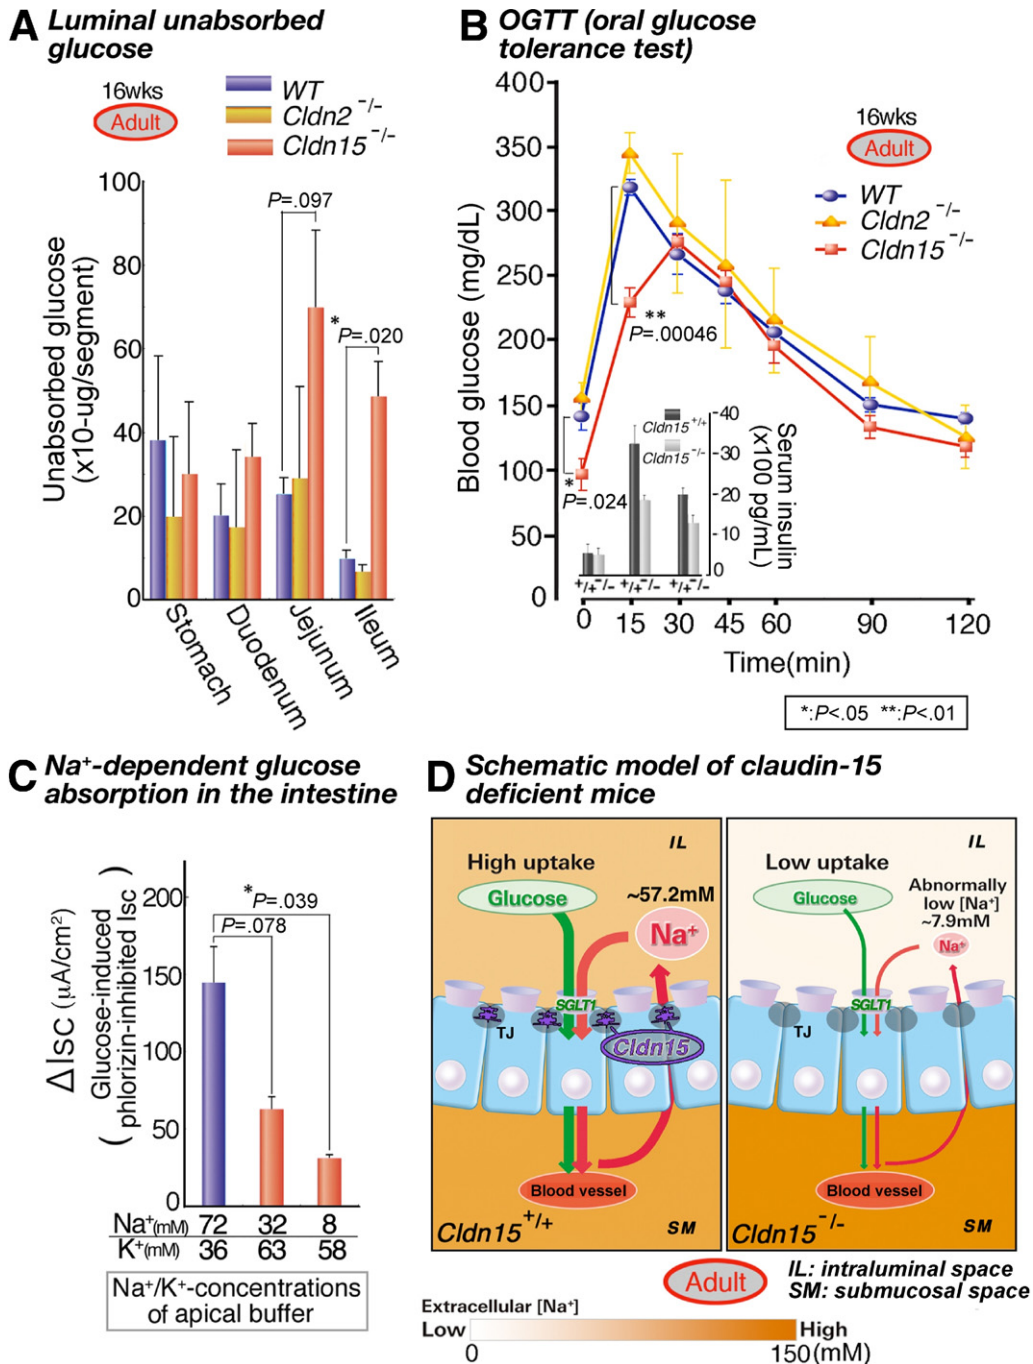 A Luminal unabsorbed
glucose
16wks
Adult
WT
Cldn2 -/-
Cldn15 -/-
Unabsorbed glucose
(x10-ug/segment)
100
80
60
40
20
0
P=.097
*
P=.020
Stomach
Duodenum
Jejunum
Ileum
B OGTT (oral glucose
tolerance test)
16wks
Adult
WT
Cldn2 -/-
Cldn15 -/-
Blood glucose (mg/dL)
400
350
300
250
200
150
100
50
0
**
P=.00046
*
P=.024
Cldn15 +/+
Cldn15 -/-
40
30
20
10
0
Serum insulin
(x100 pg/mL)
+/+ -/- +/+ -/- +/+ -/-
0 15 30 45 60 90 120
Time(min)
*:P<.05 **:P<.01
C Na+-dependent glucose
absorption in the intestine
ΔIsc (μA/cm2)
( Glucose-induced
phlorizin-inhibited Isc )
200
150
100
50
0
*
P=.039
P=.078
Na+(mM) 72 32 8
K+(mM) 36 63 58
Na+/K+-concentrations
of apical buffer
D Schematic model of claudin-15
deficient mice
IL
High uptake
Glucose
~57.2mM
Na+
SGLT1
TJ
Cldn15
Blood vessel
Cldn15 +/+
SM
IL
Low uptake
Glucose
Abnormally
low [Na+]
~7.9mM
Na+
SGLT1
TJ
Blood vessel
Cldn15 -/-
SM
Adult
IL: intraluminal space
SM: submucosal space
Extracellular [Na+]
Low High
0 150(mM)